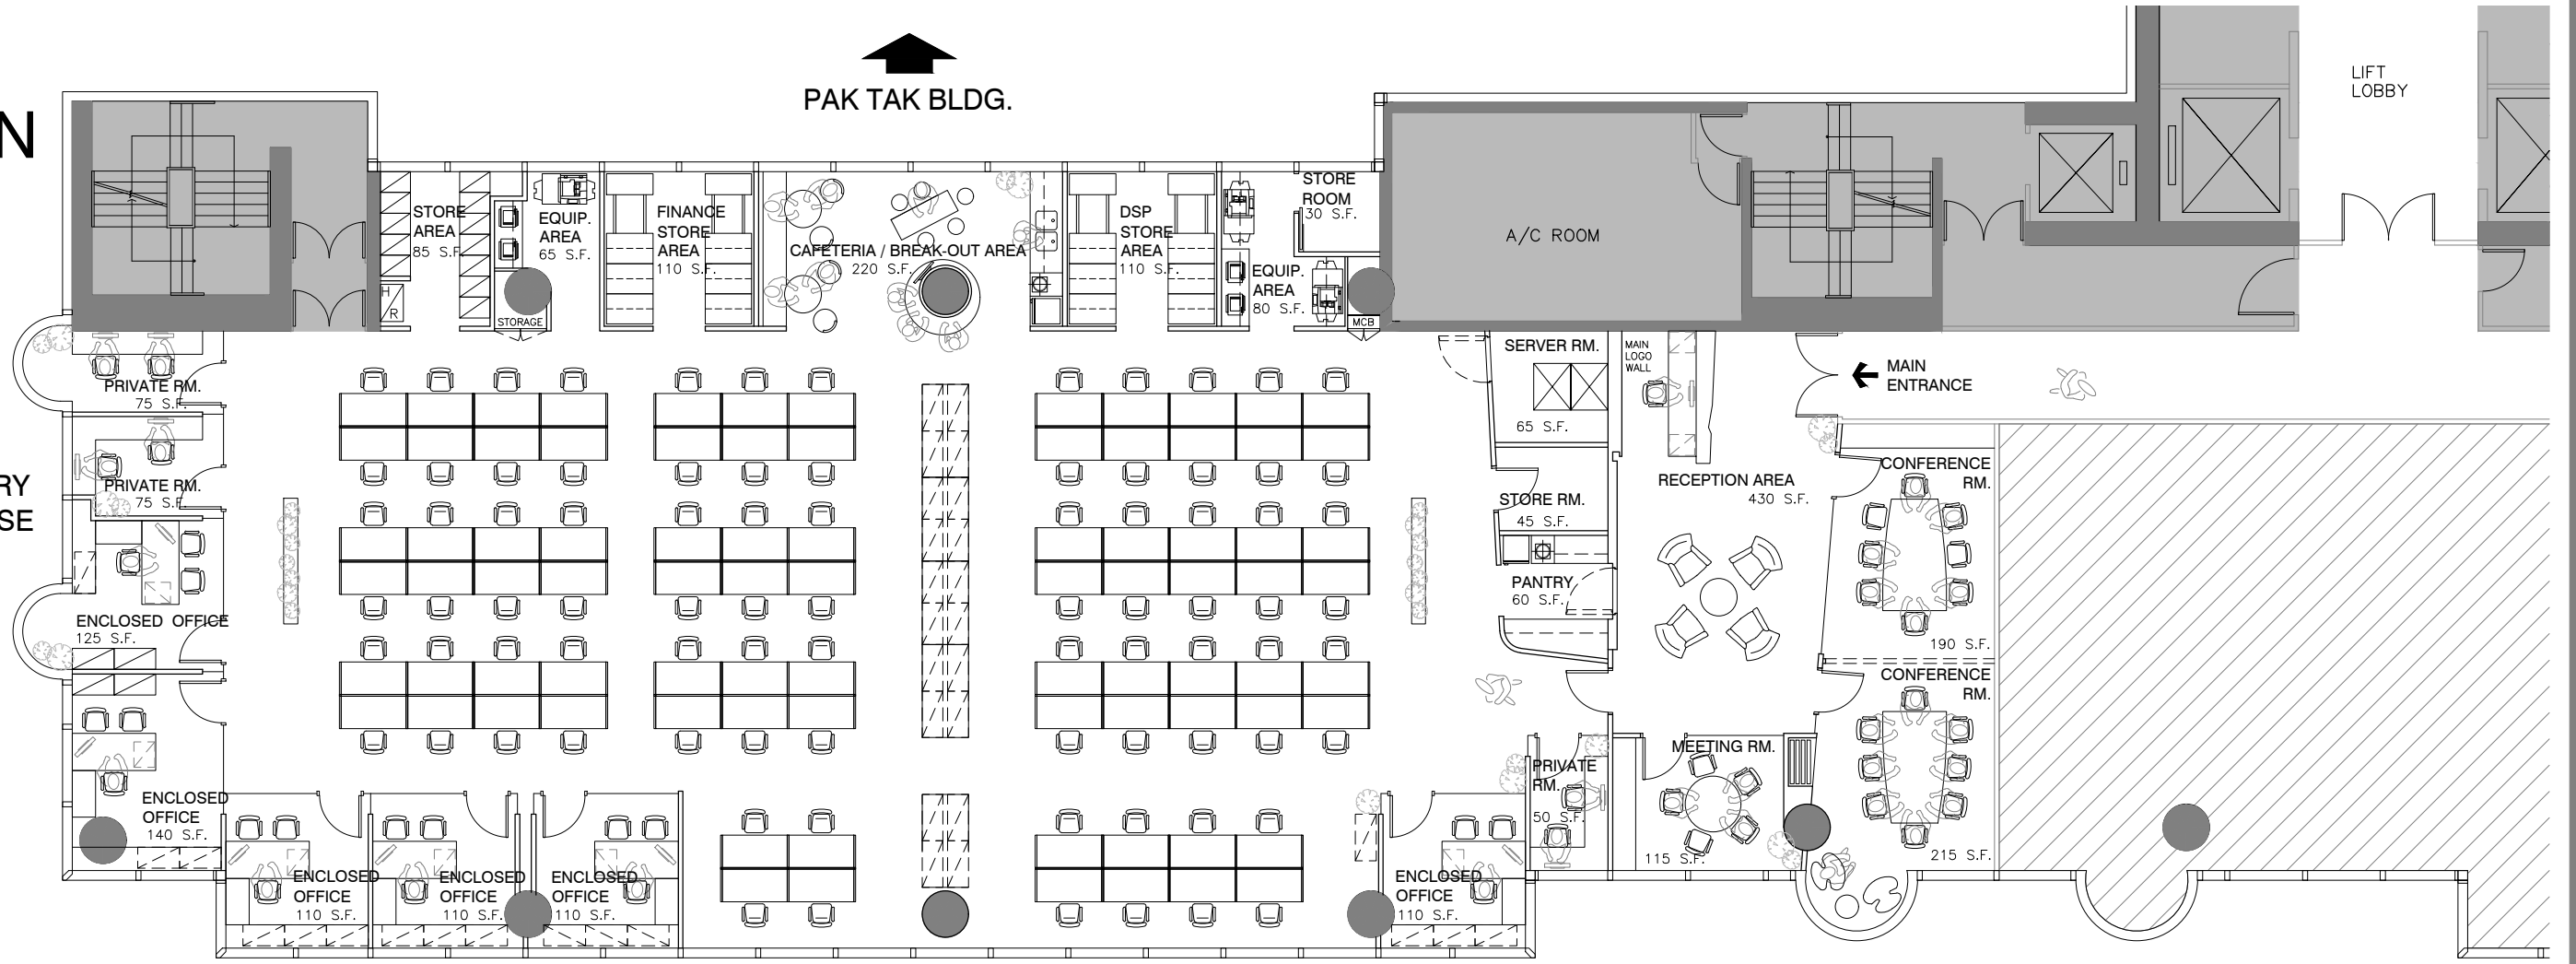 N
RY
SE
PAK TAK BLDG.
LIFT
LOBBY
STORE
AREA
85 S.F.
EQUIP.
AREA
65 S.F.
FINANCE
STORE
AREA
110 S.F.
CAFETERIA / BREAK-OUT AREA
220 S.F.
DSP
STORE
AREA
110 S.F.
STORE
ROOM
30 S.F.
EQUIP.
AREA
80 S.F.
A/C ROOM
H
R
STORAGE
MCB
PRIVATE RM.
75 S.F.
PRIVATE RM.
75 S.F.
ENCLOSED OFFICE
125 S.F.
ENCLOSED
OFFICE
140 S.F.
ENCLOSED
OFFICE
110 S.F.
ENCLOSED
OFFICE
110 S.F.
ENCLOSED
OFFICE
110 S.F.
ENCLOSED
OFFICE
110 S.F.
SERVER RM.
65 S.F.
MAIN
LOGO
WALL
MAIN
ENTRANCE
STORE RM.
45 S.F.
PANTRY
60 S.F.
RECEPTION AREA
430 S.F.
CONFERENCE
RM.
190 S.F.
CONFERENCE
RM.
215 S.F.
PRIVATE
RM.
50 S.F.
MEETING RM.
115 S.F.